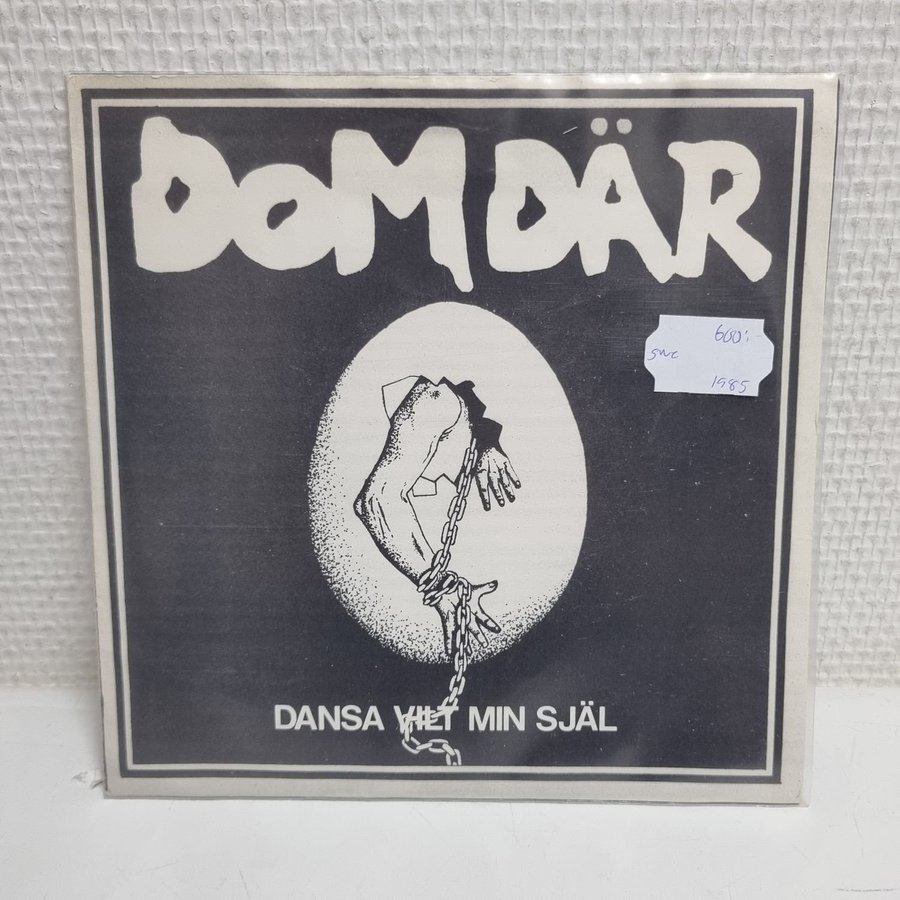 DOM DÄR
600:-
swe
1985
DANSA VILT MIN SJÄL